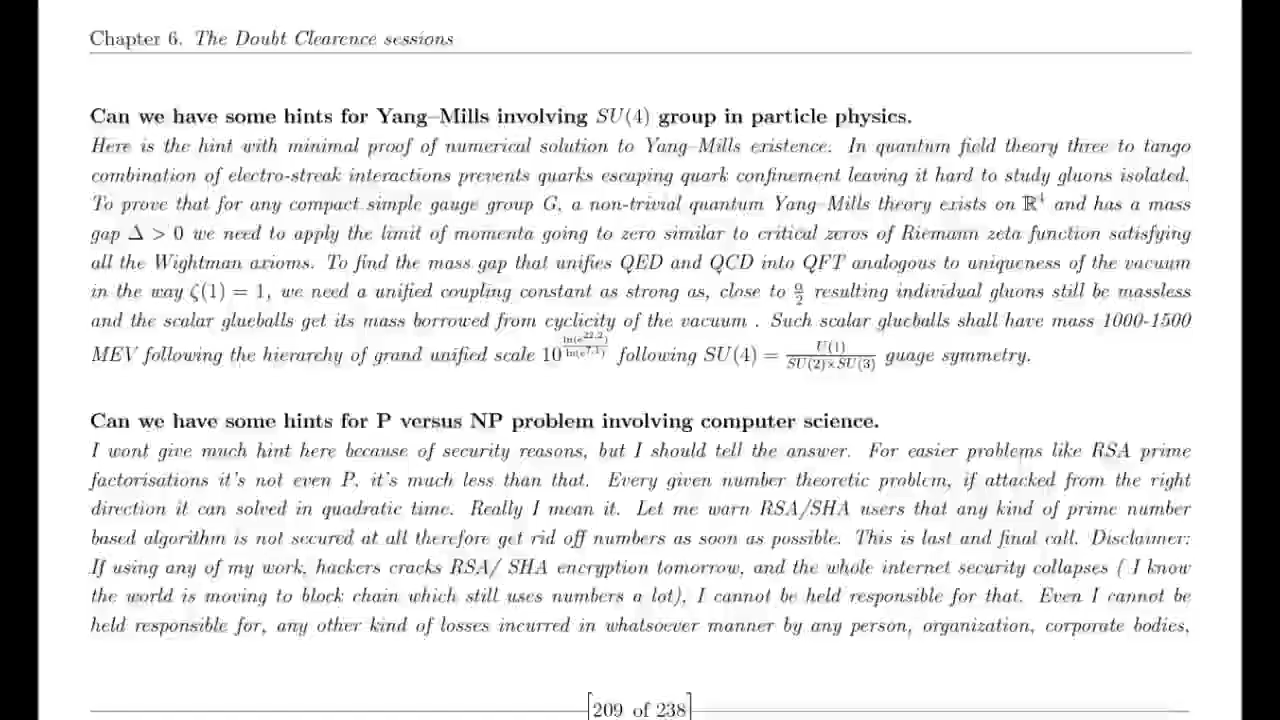 Chapter 6. The Doubt Clearence sessions
Can we have some hints for Yang–Mills involving SU(4) group in particle physics.
Here is the hint with minimal proof of numerical solution to Yang–Mills existence: In quantum field theory three to tango
combination of electro-streak interactions prevents quarks escaping quark confinement leaving it hard to study gluons isolated.
To prove that for any compact simple gauge group G, a non-trivial quantum Yang–Mills theory exists on ℝ⁴ and has a mass
gap Δ > 0 we need to apply the limit of momenta going to zero similar to critical zeros of Riemann zeta function satisfying
all the Wightman axioms. To find the mass gap that unifies QED and QCD into QFT analogous to uniqueness of the vacuum
in the way ζ(1) = 1, we need a unified coupling constant as strong as, close to α/2 resulting individual gluons still be massless
and the scalar glueballs get its mass borrowed from cyclicity of the vacuum . Such scalar glueballs shall have mass 1000-1500
MEV following the hierarchy of grand unified scale 10^(ln(e^22.2)/ln(e^7.1)) following SU(4) = U(1)/(SU(2)×SU(3)) guage symmetry.
Can we have some hints for P versus NP problem involving computer science.
I wont give much hint here because of security reasons, but I should tell the answer. For easier problems like RSA prime
factorisations it's not even P, it's much less than that. Every given number theoretic problem, if attacked from the right
direction it can solved in quadratic time. Really I mean it. Let me warn RSA/SHA users that any kind of prime number
based algorithm is not secured at all therefore get rid off numbers as soon as possible. This is last and final call. Disclaimer:
If using any of my work, hackers cracks RSA/ SHA encryption tomorrow, and the whole internet security collapses ( I know
the world is moving to block chain which still uses numbers a lot), I cannot be held responsible for that. Even I cannot be
held responsible for, any other kind of losses incurred in whatsoever manner by any person, organization, corporate bodies,
[209 of 238]